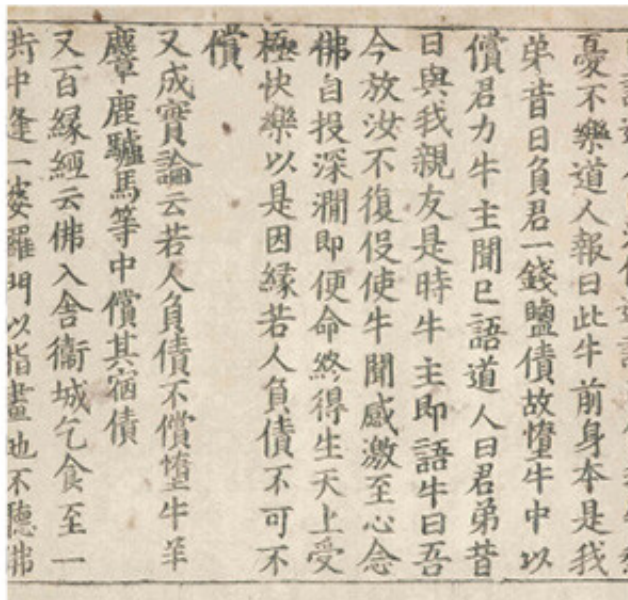 憂不樂道人報曰此牛前身本是我
弟昔日負君一錢鹽債故墮牛中以
償君力牛主聞已語道人曰君弟昔
日與我親友是時牛主即語牛曰吾
今放汝不復役使牛聞感激至心念
佛自投深澗即便命終得生天上受
極快樂以是因緣若人負債不可不
償
又成實論云若人負債不償墮牛羊
麞鹿驢馬等中償其宿債
又百緣經云佛入舍衛城乞食至一
中逢一婆羅門以指畫地不聽佛